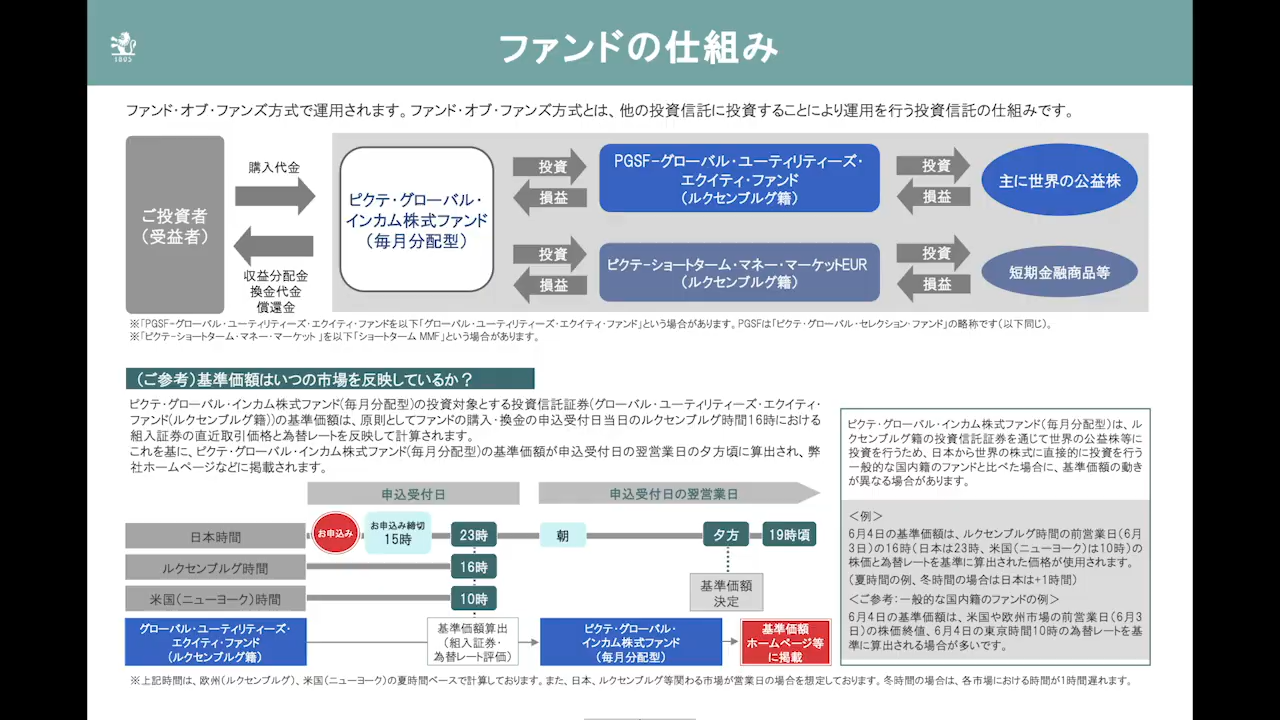 ファンドの仕組み
1805
ファンド・オブ・ファンズ方式で運用されます。ファンド・オブ・ファンズ方式とは、他の投資信託に投資することにより運用を行う投資信託の仕組みです。
ご投資者
（受益者）
購入代金
収益分配金
換金代金
償還金
ピクテ・グローバル・
インカム株式ファンド
（毎月分配型）
投資
損益
PGSF-グローバル・ユーティリティーズ・
エクイティ・ファンド
（ルクセンブルグ籍）
投資
損益
主に世界の公益株
投資
損益
ピクテ-ショートターム・マネー・マーケットEUR
（ルクセンブルグ籍）
投資
損益
短期金融商品等
※「PGSF-グローバル・ユーティリティーズ・エクイティ・ファンドを以下「グローバル・ユーティリティーズ・エクイティ・ファンド」という場合があります。PGSFは「ピクテ・グローバル・セレクション・ファンド」の略称です（以下同じ）。
※「ピクテ-ショートターム・マネー・マーケット 」を以下「ショートターム MMF」という場合があります。
（ご参考）基準価額はいつの市場を反映しているか？
ピクテ・グローバル・インカム株式ファンド(毎月分配型)の投資対象とする投資信託証券(グローバル・ユーティリティーズ・エクイティ・
ファンド(ルクセンブルグ籍))の基準価額は、原則としてファンドの購入・換金の申込受付日当日のルクセンブルグ時間16時における
組入証券の直近取引価格と為替レートを反映して計算されます。
これを基に、ピクテ・グローバル・インカム株式ファンド(毎月分配型)の基準価額が申込受付日の翌営業日の夕方頃に算出され、弊
社ホームページなどに掲載されます。
申込受付日
申込受付日の翌営業日
日本時間
お申込み
お申込み締切
15時
23時
朝
夕方
19時頃
ルクセンブルグ時間
16時
基準価額
決定
米国（ニューヨーク）時間
10時
グローバル・ユーティリティーズ・
エクイティ・ファンド
（ルクセンブルグ籍）
基準価額算出
（組入証券・
為替レート評価）
ピクテ・グローバル・
インカム株式ファンド
（毎月分配型）
基準価額
ホームページ等
に掲載
ピクテ・グローバル・インカム株式ファンド（毎月分配型）は、ル
クセンブルグ籍の投資信託証券を通じて世界の公益株等に
投資を行うため、日本から世界の株式に直接的に投資を行う
一般的な国内籍のファンドと比べた場合に、基準価額の動き
が異なる場合があります。
＜例＞
6月4日の基準価額は、ルクセンブルグ時間の前営業日（6月
3日）の16時（日本は23時、米国（ニューヨーク）は10時）の
株価と為替レートを基準に算出された価格が使用されます。
（夏時間の例、冬時間の場合は日本は+1時間）
＜ご参考：一般的な国内籍のファンドの例＞
6月4日の基準価額は、米国や欧州市場の前営業日（6月3
日）の株価終値、6月4日の東京時間10時の為替レートを基
準に算出される場合が多いです。
※上記時間は、欧州（ルクセンブルグ）、米国（ニューヨーク）の夏時間ベースで計算しております。また、日本、ルクセンブルグ等関わる市場が営業日の場合を想定しております。冬時間の場合は、各市場における時間が1時間遅れます。